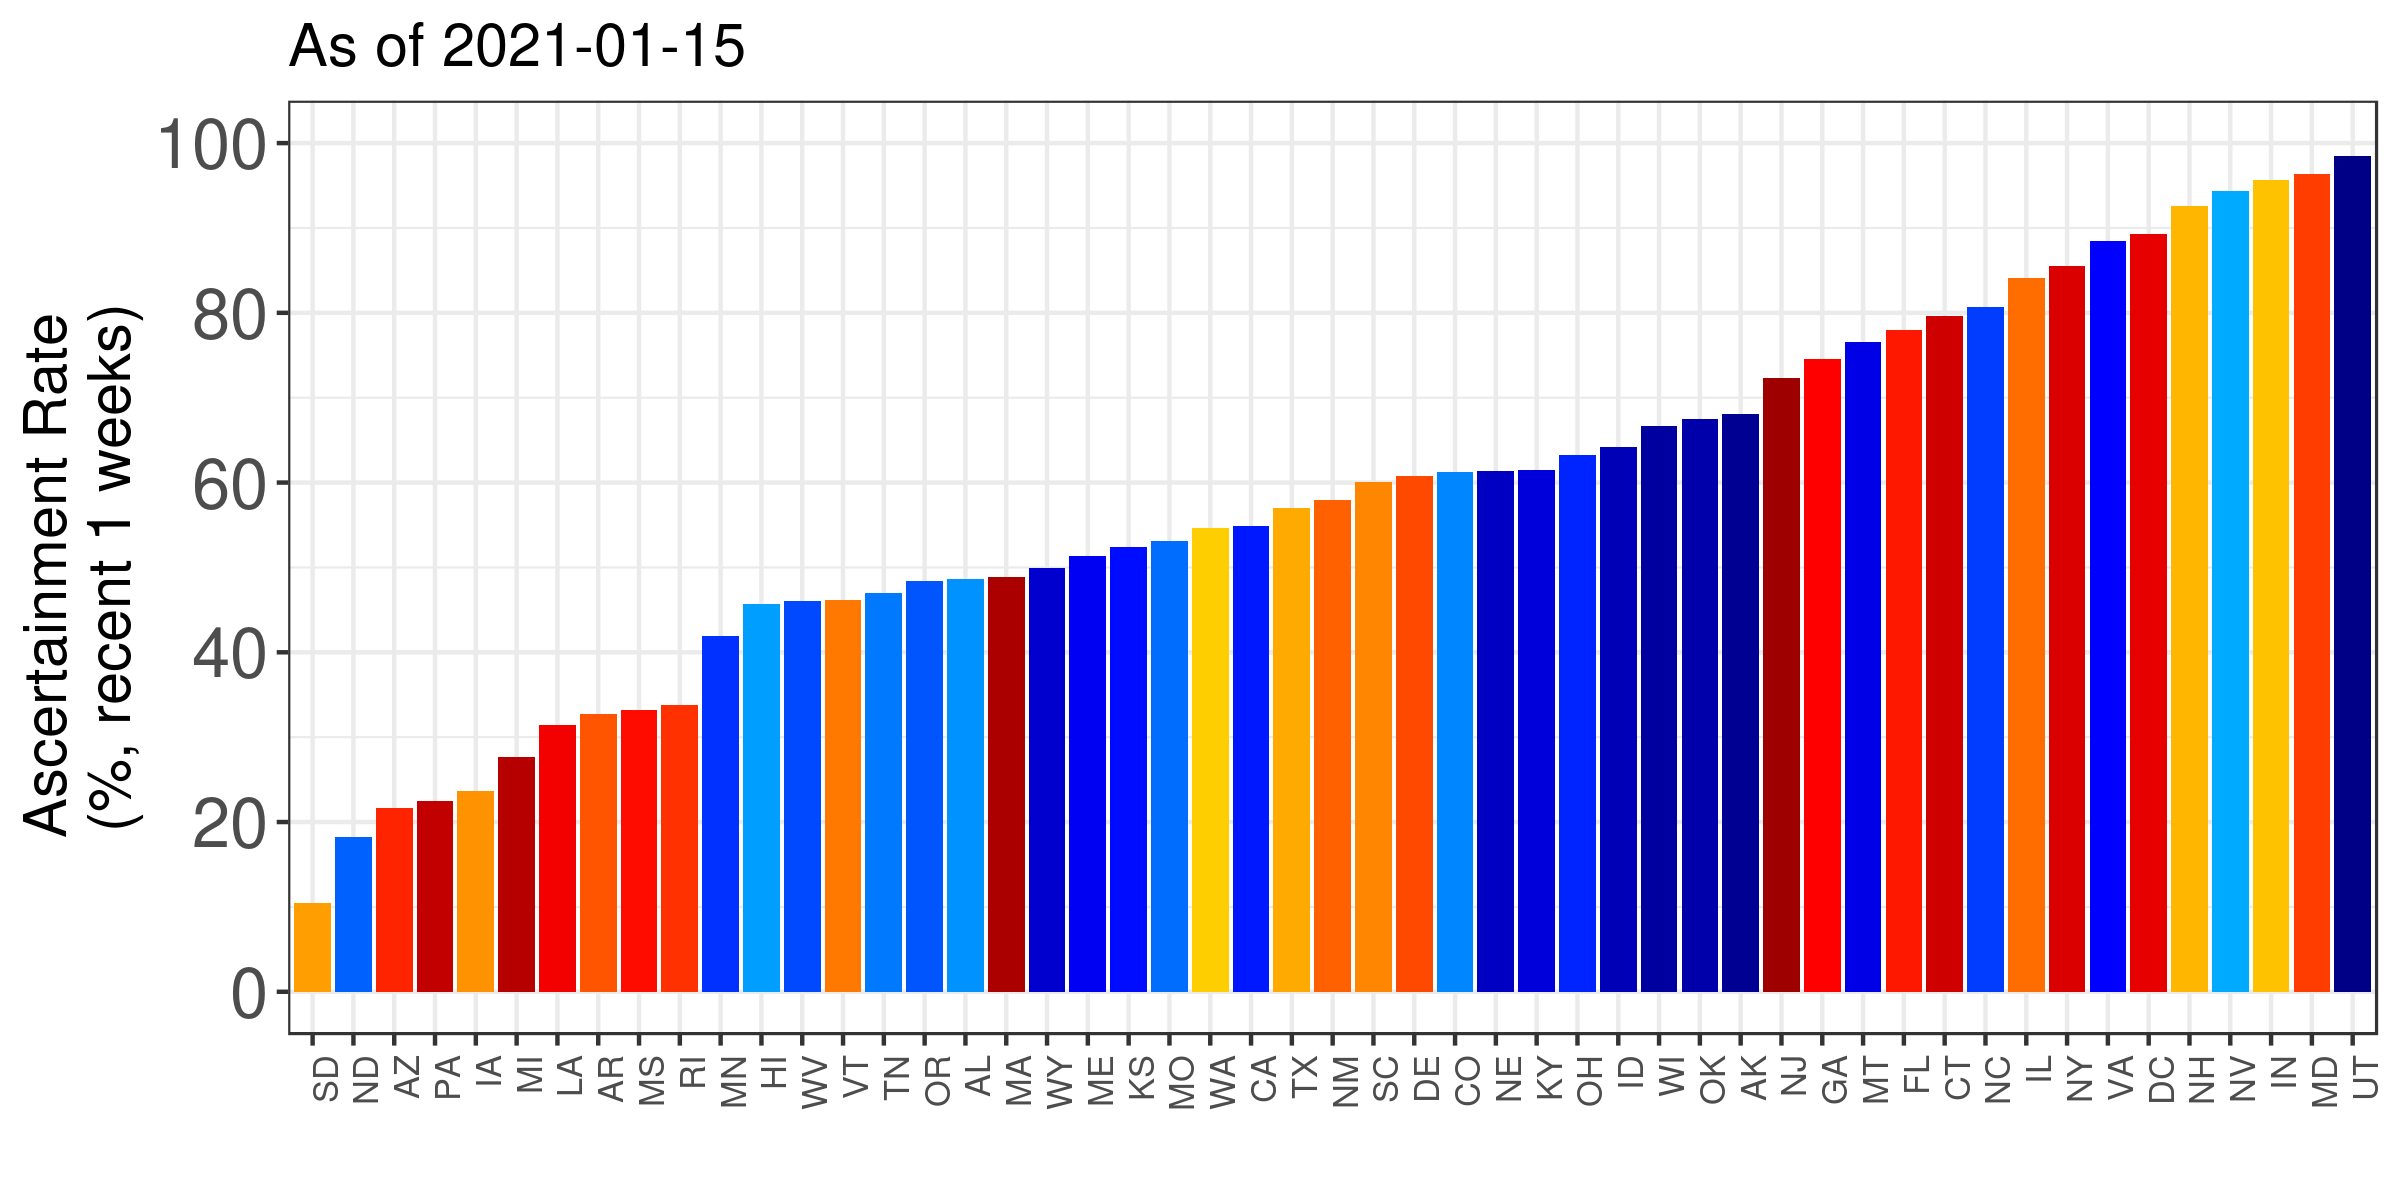 As of 2021-01-15
Ascertainment Rate
(%, recent 1 weeks)
100
80
60
40
20
0
SD ND AZ PA IA MI LA AR MS RI MN HI WV VT TN OR AL MA WY ME KS MO WA CA TX NM SC DE CO NE KY OH ID WI OK AK NJ GA MT FL CT NC IL NY VA DC NH NV IN MD UT